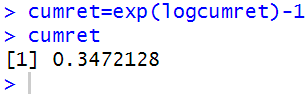 > cumret=exp(logcumret)-1
> cumret
[1] 0.3472128
>